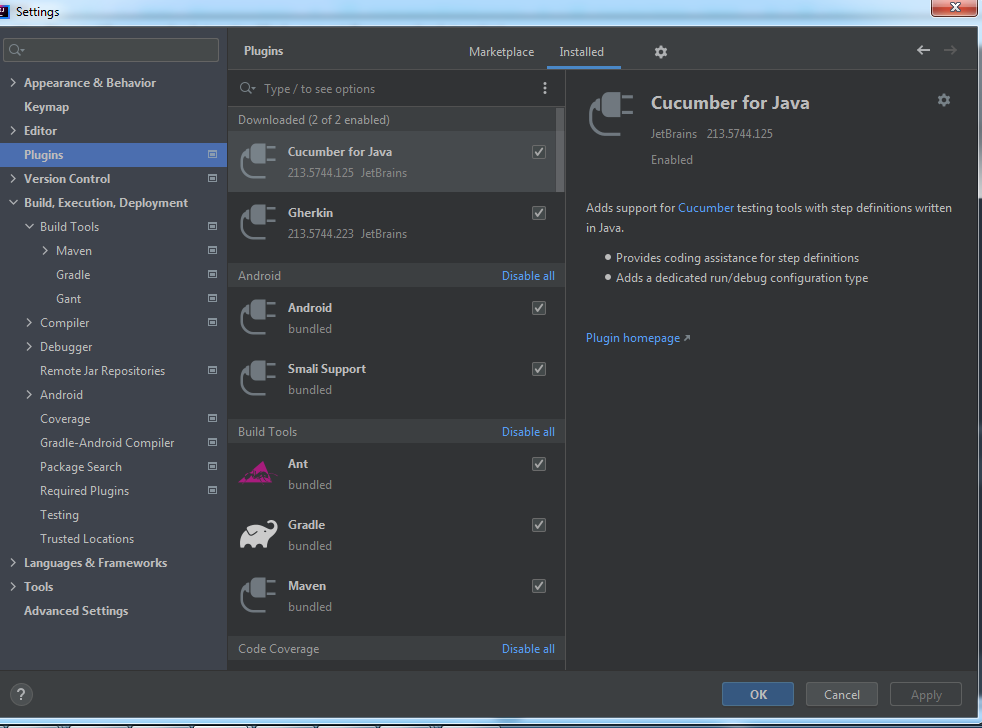 Settings
Appearance & Behavior
Keymap
Editor
Plugins
Version Control
Build, Execution, Deployment
Build Tools
Maven
Gradle
Gant
Compiler
Debugger
Remote Jar Repositories
Android
Coverage
Gradle-Android Compiler
Package Search
Required Plugins
Testing
Trusted Locations
Languages & Frameworks
Tools
Advanced Settings
Plugins
Marketplace
Installed
Type / to see options
Downloaded (2 of 2 enabled)
Cucumber for Java
213.5744.125 JetBrains
Gherkin
213.5744.223 JetBrains
Android Disable all
Android
bundled
Smali Support
bundled
Build Tools Disable all
Ant
bundled
Gradle
bundled
Maven
bundled
Code Coverage Disable all
Cucumber for Java
JetBrains 213.5744.125
Enabled
Adds support for Cucumber testing tools with step definitions written
in Java.
Provides coding assistance for step definitions
Adds a dedicated run/debug configuration type
Plugin homepage
?
OK
Cancel
Apply